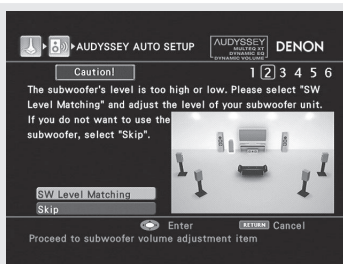 AUDYSSEY AUTO SETUP
AUDYSSEY
MULTEQ XT
DYNAMIC EQ
DYNAMIC VOLUME
DENON
Caution!
1 2 3 4 5 6
The subwoofer's level is too high or low. Please select "SW
Level Matching" and adjust the level of your subwoofer unit.
If you do not want to use the
subwoofer, select "Skip".
SW Level Matching
Skip
Enter
RETURN Cancel
Proceed to subwoofer volume adjustment item